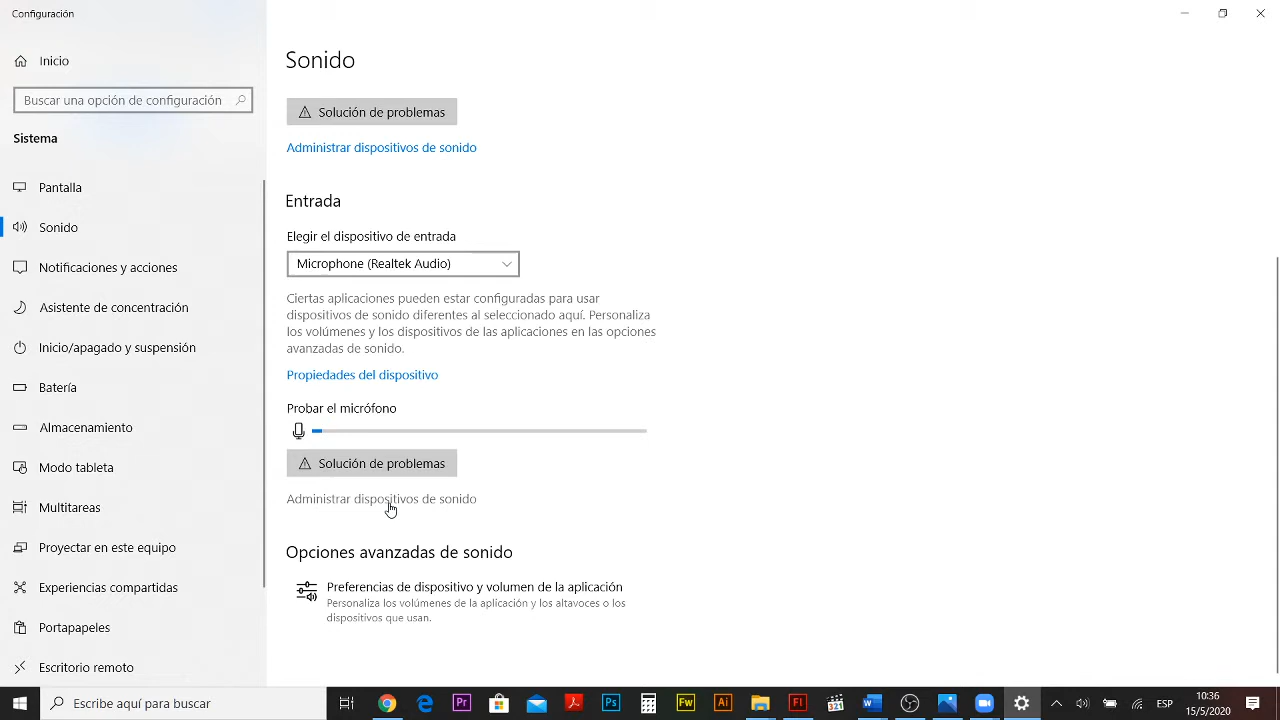 Configuración
Inicio
Buscar una opción de configuración
Sistema
Pantalla
Sonido
Notificaciones y acciones
Asistente de concentración
Inicio/apagado y suspensión
Batería
Almacenamiento
Modo tableta
Multitareas
Proyectar en este equipo
Experiencias compartidas
Portapapeles
Escritorio remoto
Sonido
Solución de problemas
Administrar dispositivos de sonido
Entrada
Elegir el dispositivo de entrada
Microphone (Realtek Audio)
Ciertas aplicaciones pueden estar configuradas para usar
dispositivos de sonido diferentes al seleccionado aquí. Personaliza
los volúmenes y los dispositivos de las aplicaciones en las opciones
avanzadas de sonido.
Propiedades del dispositivo
Probar el micrófono
Solución de problemas
Administrar dispositivos de sonido
Opciones avanzadas de sonido
Preferencias de dispositivo y volumen de la aplicación
Personaliza los volúmenes de la aplicación y los altavoces o los
dispositivos que usan.
Escribe aquí para buscar
Pr
Ps
Fw
Ai
Fl
321
W
ESP
10:36
15/5/2020